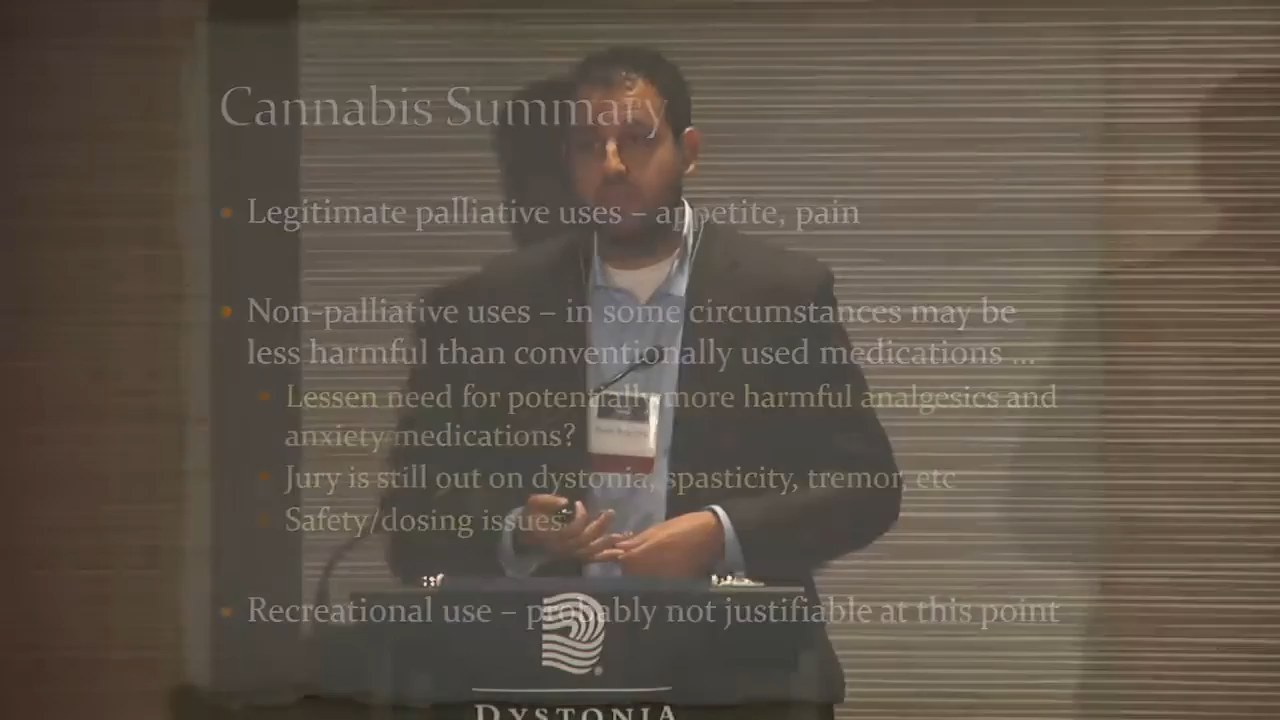 Cannabis Summary
Legitimate palliative uses – appetite, pain
Non-palliative uses – in some circumstances may be
less harmful than conventionally used medications ...
Lessen need for potentially more harmful analgesics and
anxiety medications?
Jury is still out on dystonia, spasticity, tremor, etc
Safety/dosing issues
Recreational use – probably not justifiable at this point
DYSTONIA